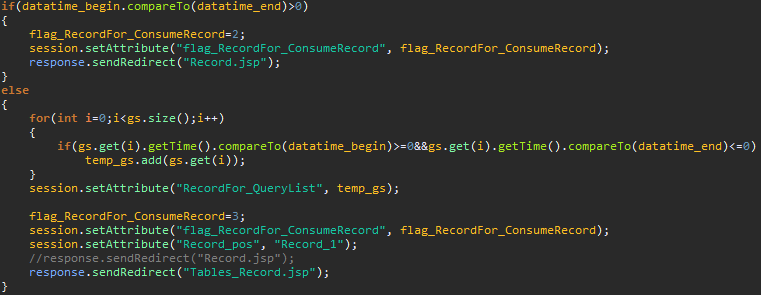 if(datatime_begin.compareTo(datatime_end)>0)
{
    flag_RecordFor_ConsumeRecord=2;
    session.setAttribute("flag_RecordFor_ConsumeRecord", flag_RecordFor_ConsumeRecord);
    response.sendRedirect("Record.jsp");
}
else
{
    for(int i=0;i<gs.size();i++)
    {
        if(gs.get(i).getTime().compareTo(datatime_begin)>=0&&gs.get(i).getTime().compareTo(datatime_end)<=0)
            temp_gs.add(gs.get(i));
    }
    session.setAttribute("RecordFor_QueryList", temp_gs);

    flag_RecordFor_ConsumeRecord=3;
    session.setAttribute("flag_RecordFor_ConsumeRecord", flag_RecordFor_ConsumeRecord);
    session.setAttribute("Record_pos", "Record_1");
    //response.sendRedirect("Record.jsp");
    response.sendRedirect("Tables_Record.jsp");
}